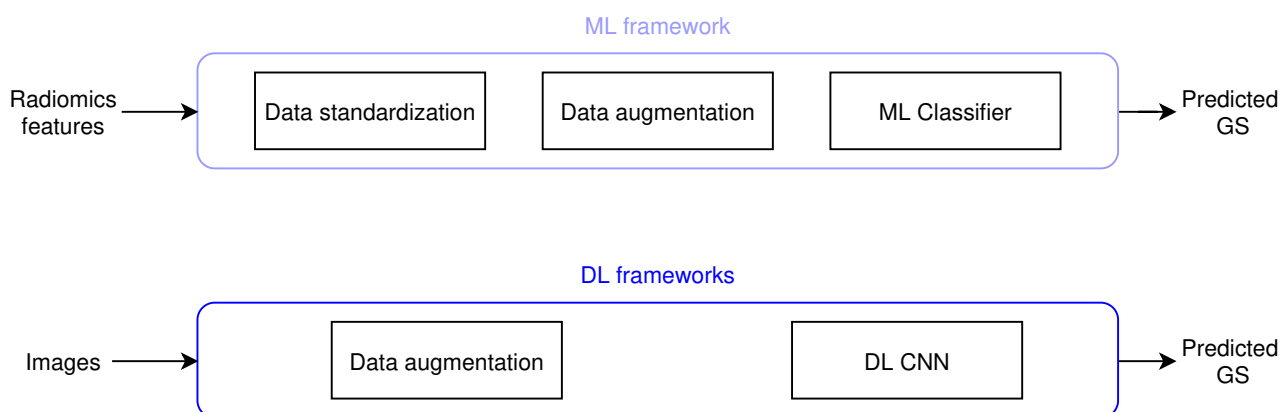 ML framework
Radiomics
features
Data standardization
Data augmentation
ML Classifier
Predicted
GS
DL frameworks
Images
Data augmentation
DL CNN
Predicted
GS